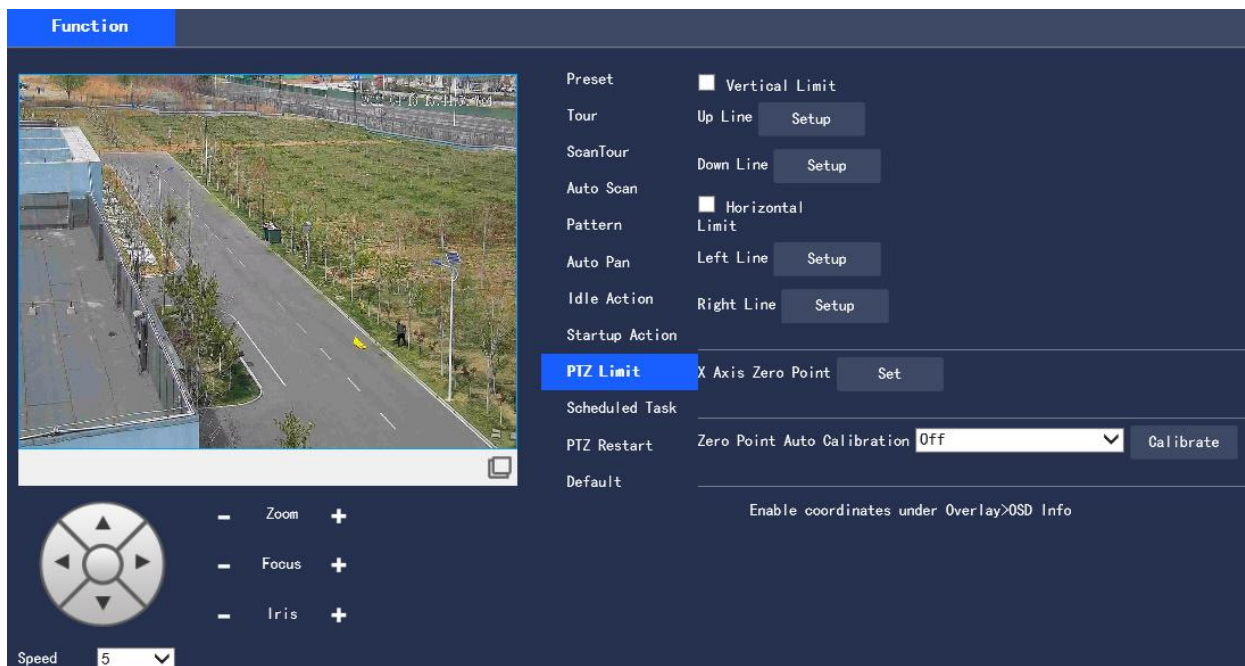 Function
Preset
Tour
ScanTour
Auto Scan
Pattern
Auto Pan
Idle Action
Startup Action
PTZ Limit
Scheduled Task
PTZ Restart
Default
Vertical Limit
Up Line Setup
Down Line Setup
Horizontal
Limit
Left Line Setup
Right Line Setup
X Axis Zero Point Set
Zero Point Auto Calibration Off Calibrate
Enable coordinates under Overlay>OSD Info
- Zoom +
- Focus +
- Iris +
Speed 5